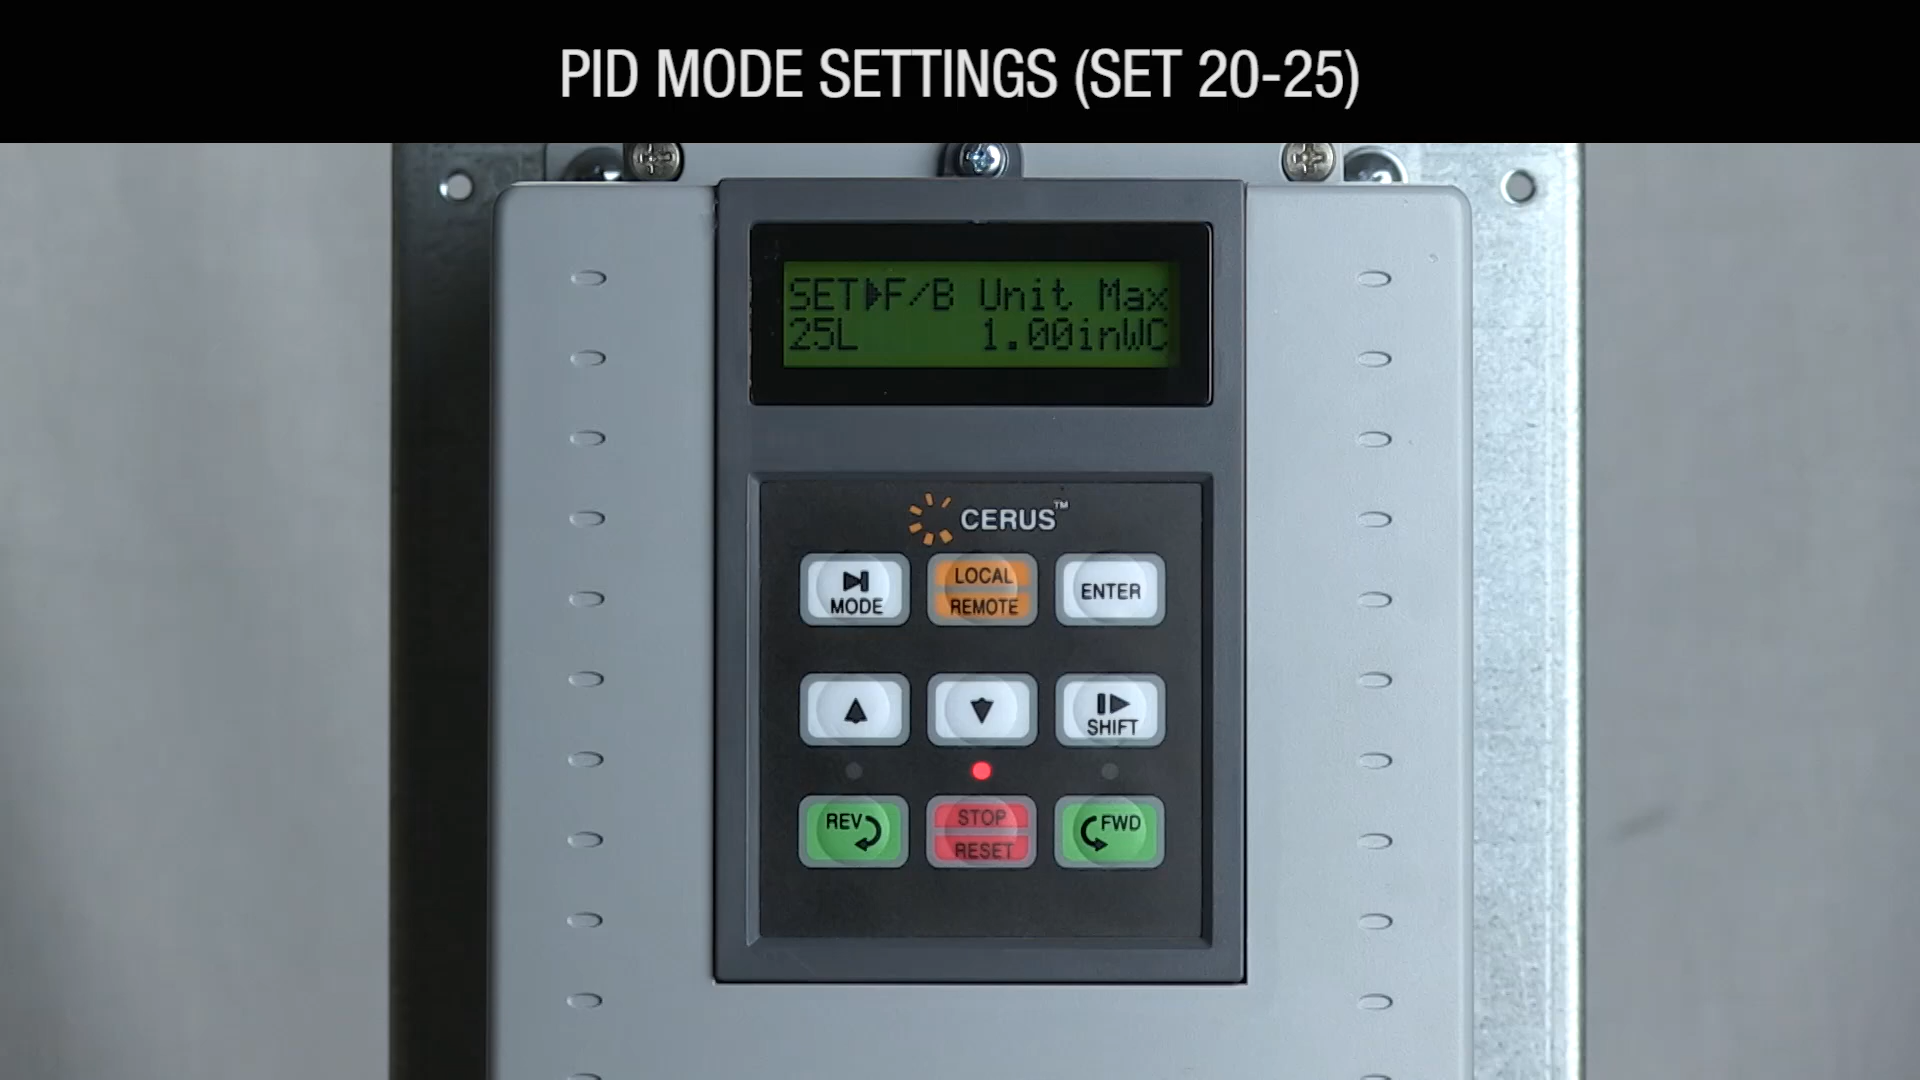 PID MODE SETTINGS (SET 20-25)
SET▶F/B Unit Max
25L 1.00inWC
CERUS™
MODE
LOCAL
REMOTE
ENTER
SHIFT
REV
STOP
RESET
FWD